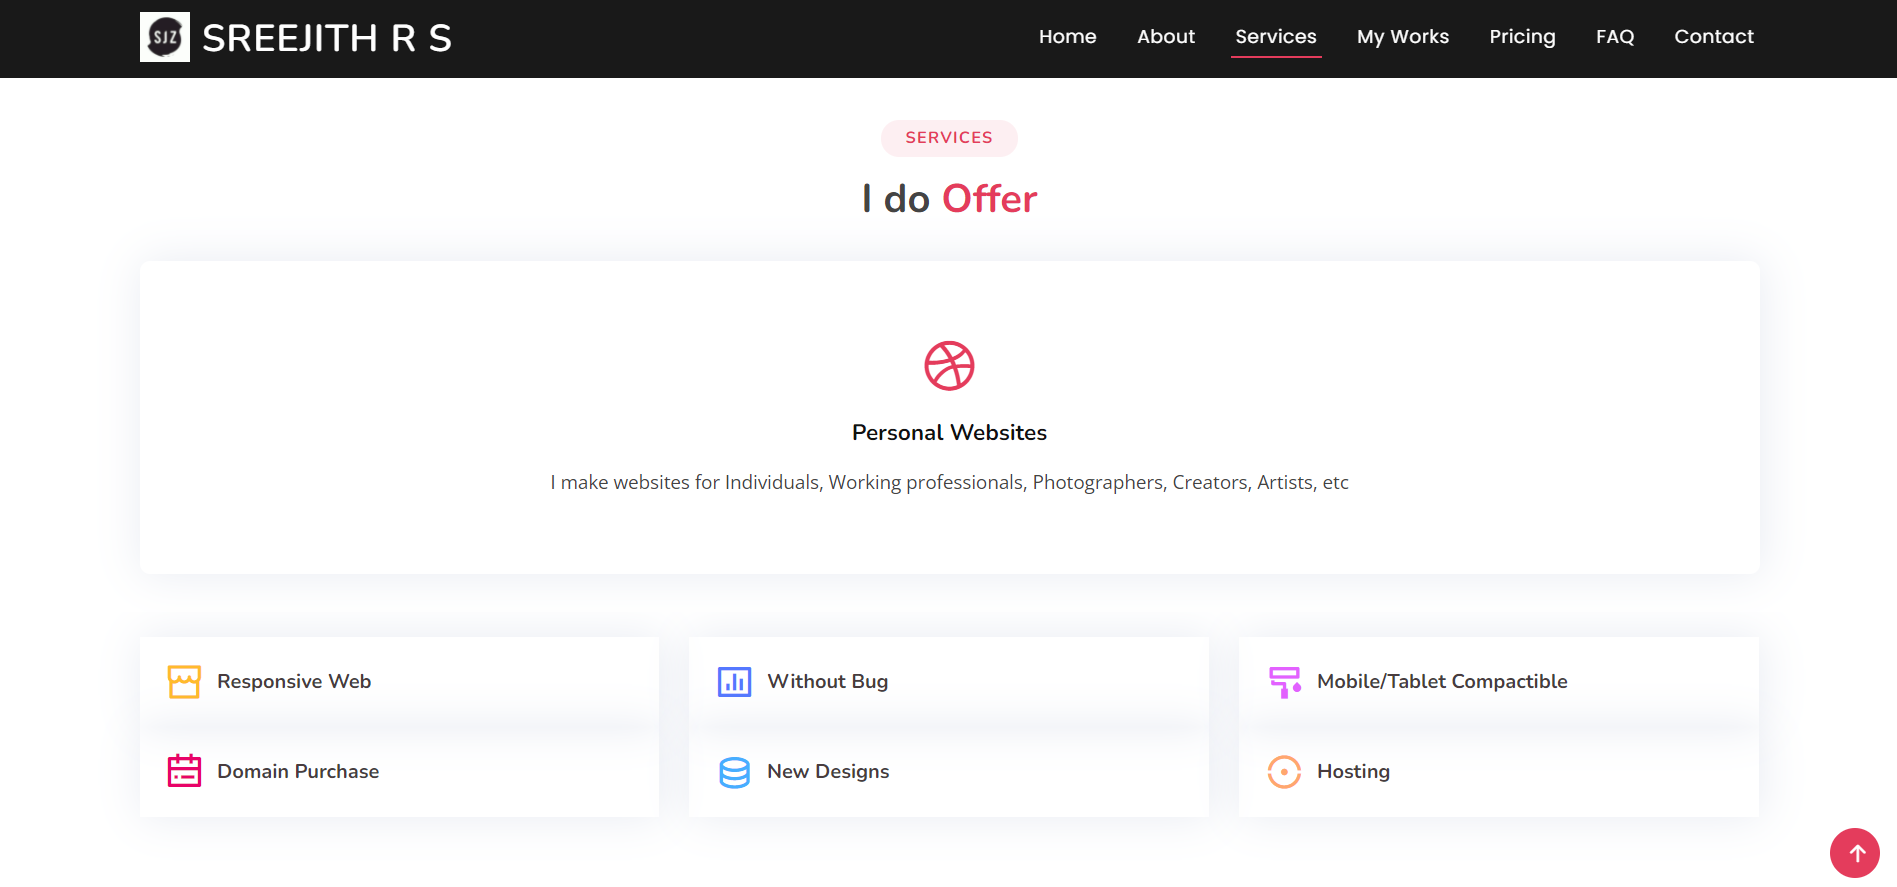 SJZ SREEJITH R S
Home About Services My Works Pricing FAQ Contact
SERVICES
I do Offer
Personal Websites
I make websites for Individuals, Working professionals, Photographers, Creators, Artists, etc
Responsive Web
Without Bug
Mobile/Tablet Compactible
Domain Purchase
New Designs
Hosting